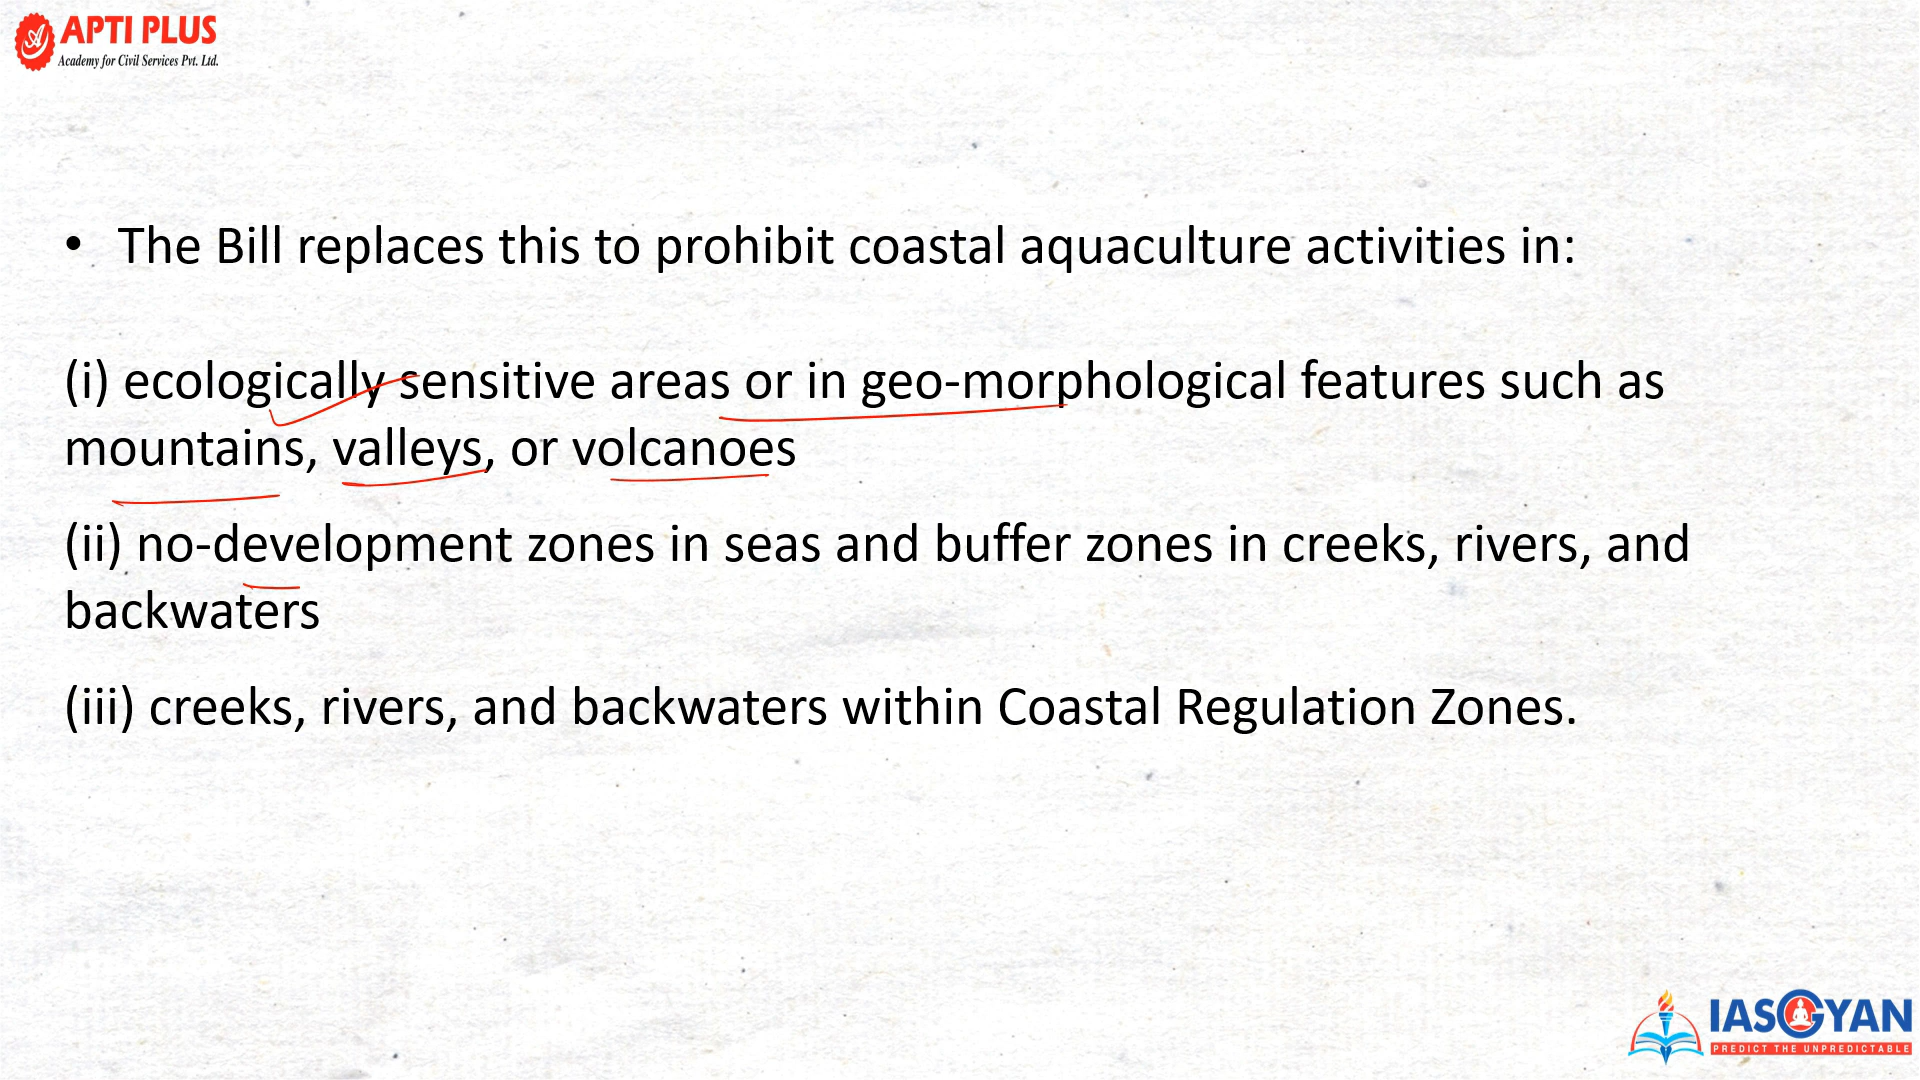 APTI PLUS
Academy for Civil Services Pvt. Ltd.
• The Bill replaces this to prohibit coastal aquaculture activities in:
(i) ecologically sensitive areas or in geo-morphological features such as
mountains, valleys, or volcanoes
(ii) no-development zones in seas and buffer zones in creeks, rivers, and
backwaters
(iii) creeks, rivers, and backwaters within Coastal Regulation Zones.
IASGYAN
PREDICT THE UNPREDICTABLE